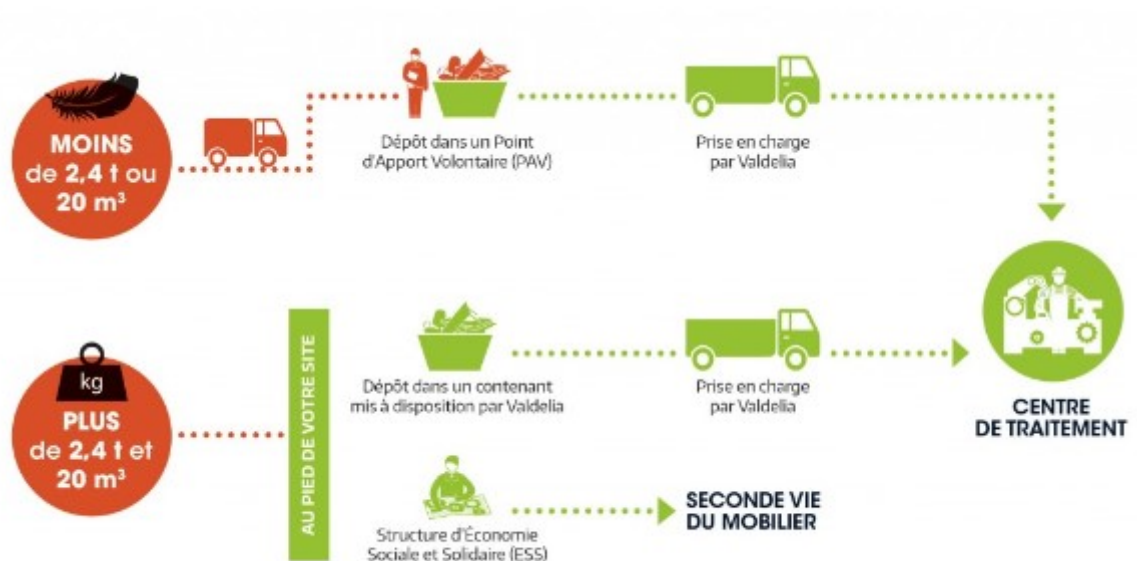 MOINS
de 2,4 t ou
20 m³
Dépôt dans un Point
d'Apport Volontaire (PAV)
Prise en charge
par Valdelia
kg
PLUS
de 2,4 t et
20 m³
AU PIED DE VOTRE SITE
Dépôt dans un contenant
mis à disposition par Valdelia
Prise en charge
par Valdelia
CENTRE
DE TRAITEMENT
Structure d'Économie
Sociale et Solidaire (ESS)
SECONDE VIE
DU MOBILIER